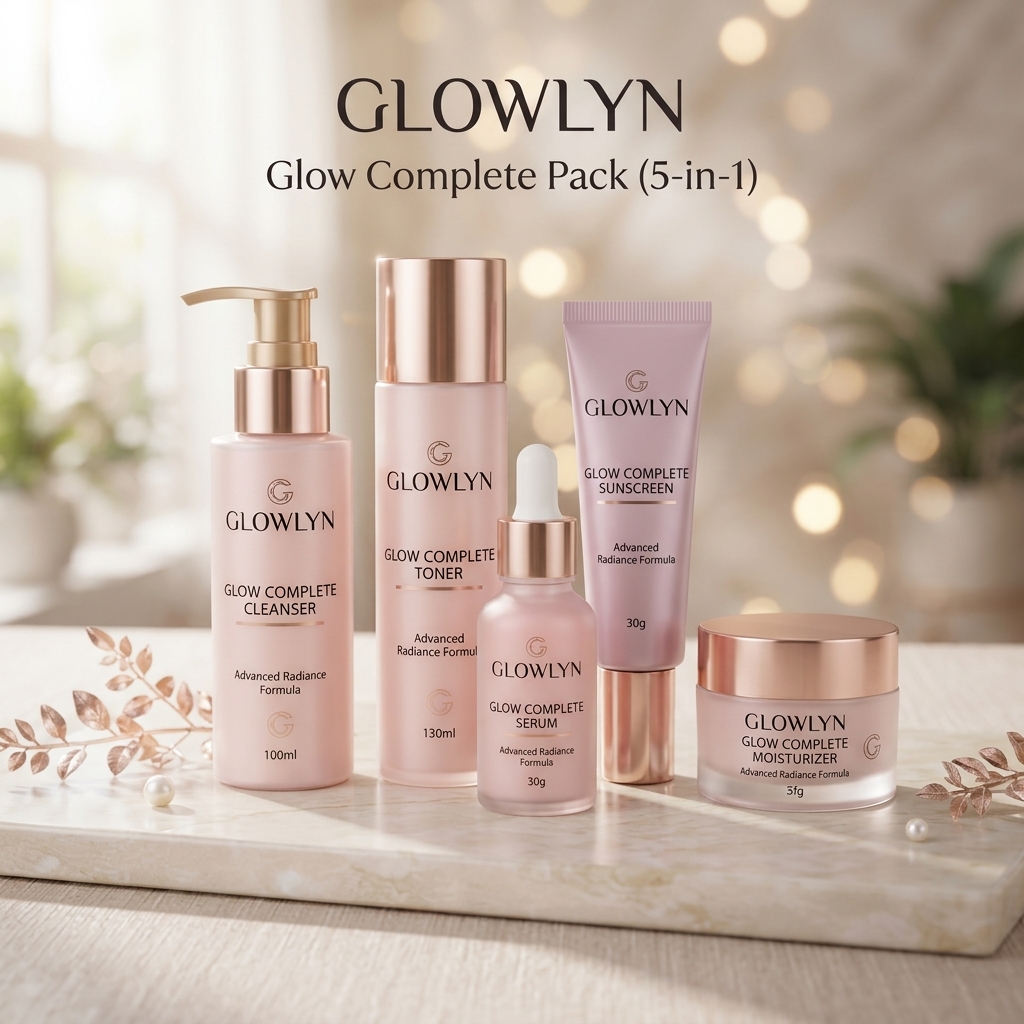 GLOWLYN
Glow Complete Pack (5-in-1)
GLOWLYN
GLOW COMPLETE
CLEANSER
Advanced Radiance
Formula
100ml
GLOWLYN
GLOW COMPLETE
TONER
Advanced
Radiance Formul
130ml
GLOWLYN
GLOW COMPLETE
SERUM
Advanced Radiance
Formula
30g
GLOWLYN
GLOW COMPLETE
SUNSCREEN
Advanced
Radiance Formula
30g
GLOWLYN
GLOW COMPLETE
MOISTURIZER
Advanced Radiance Formula
3fg